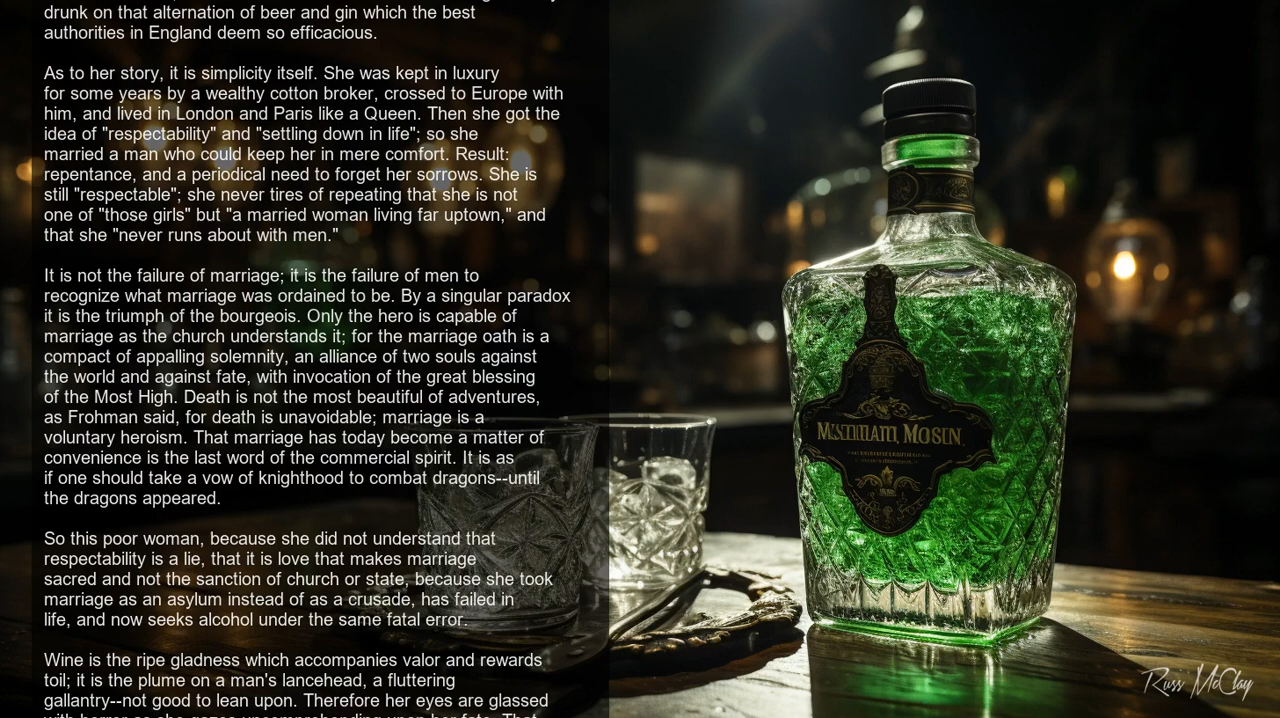 drunk on that alternation of beer and gin which the best
authorities in England deem so efficacious.
As to her story, it is simplicity itself. She was kept in luxury
for some years by a wealthy cotton broker, crossed to Europe with
him, and lived in London and Paris like a Queen. Then she got the
idea of "respectability" and "settling down in life"; so she
married a man who could keep her in mere comfort. Result:
repentance, and a periodical need to forget her sorrows. She is
still "respectable"; she never tires of repeating that she is not
one of "those girls" but "a married woman living far uptown," and
that she "never runs about with men."
It is not the failure of marriage; it is the failure of men to
recognize what marriage was ordained to be. By a singular paradox
it is the triumph of the bourgeois. Only the hero is capable of
marriage as the church understands it; for the marriage oath is a
compact of appalling solemnity, an alliance of two souls against
the world and against fate, with invocation of the great blessing
of the Most High. Death is not the most beautiful of adventures,
as Frohman said, for death is unavoidable; marriage is a
voluntary heroism. That marriage has today become a matter of
convenience is the last word of the commercial spirit. It is as
if one should take a vow of knighthood to combat dragons--until
the dragons appeared.
So this poor woman, because she did not understand that
respectability is a lie, that it is love that makes marriage
sacred and not the sanction of church or state, because she took
marriage as an asylum instead of as a crusade, has failed in
life, and now seeks alcohol under the same fatal error.
Wine is the ripe gladness which accompanies valor and rewards
toil; it is the plume on a man's lancehead, a fluttering
gallantry--not good to lean upon. Therefore her eyes are glassed
with horror as she gazes uncomprehending upon her fate. That
Russ McClay